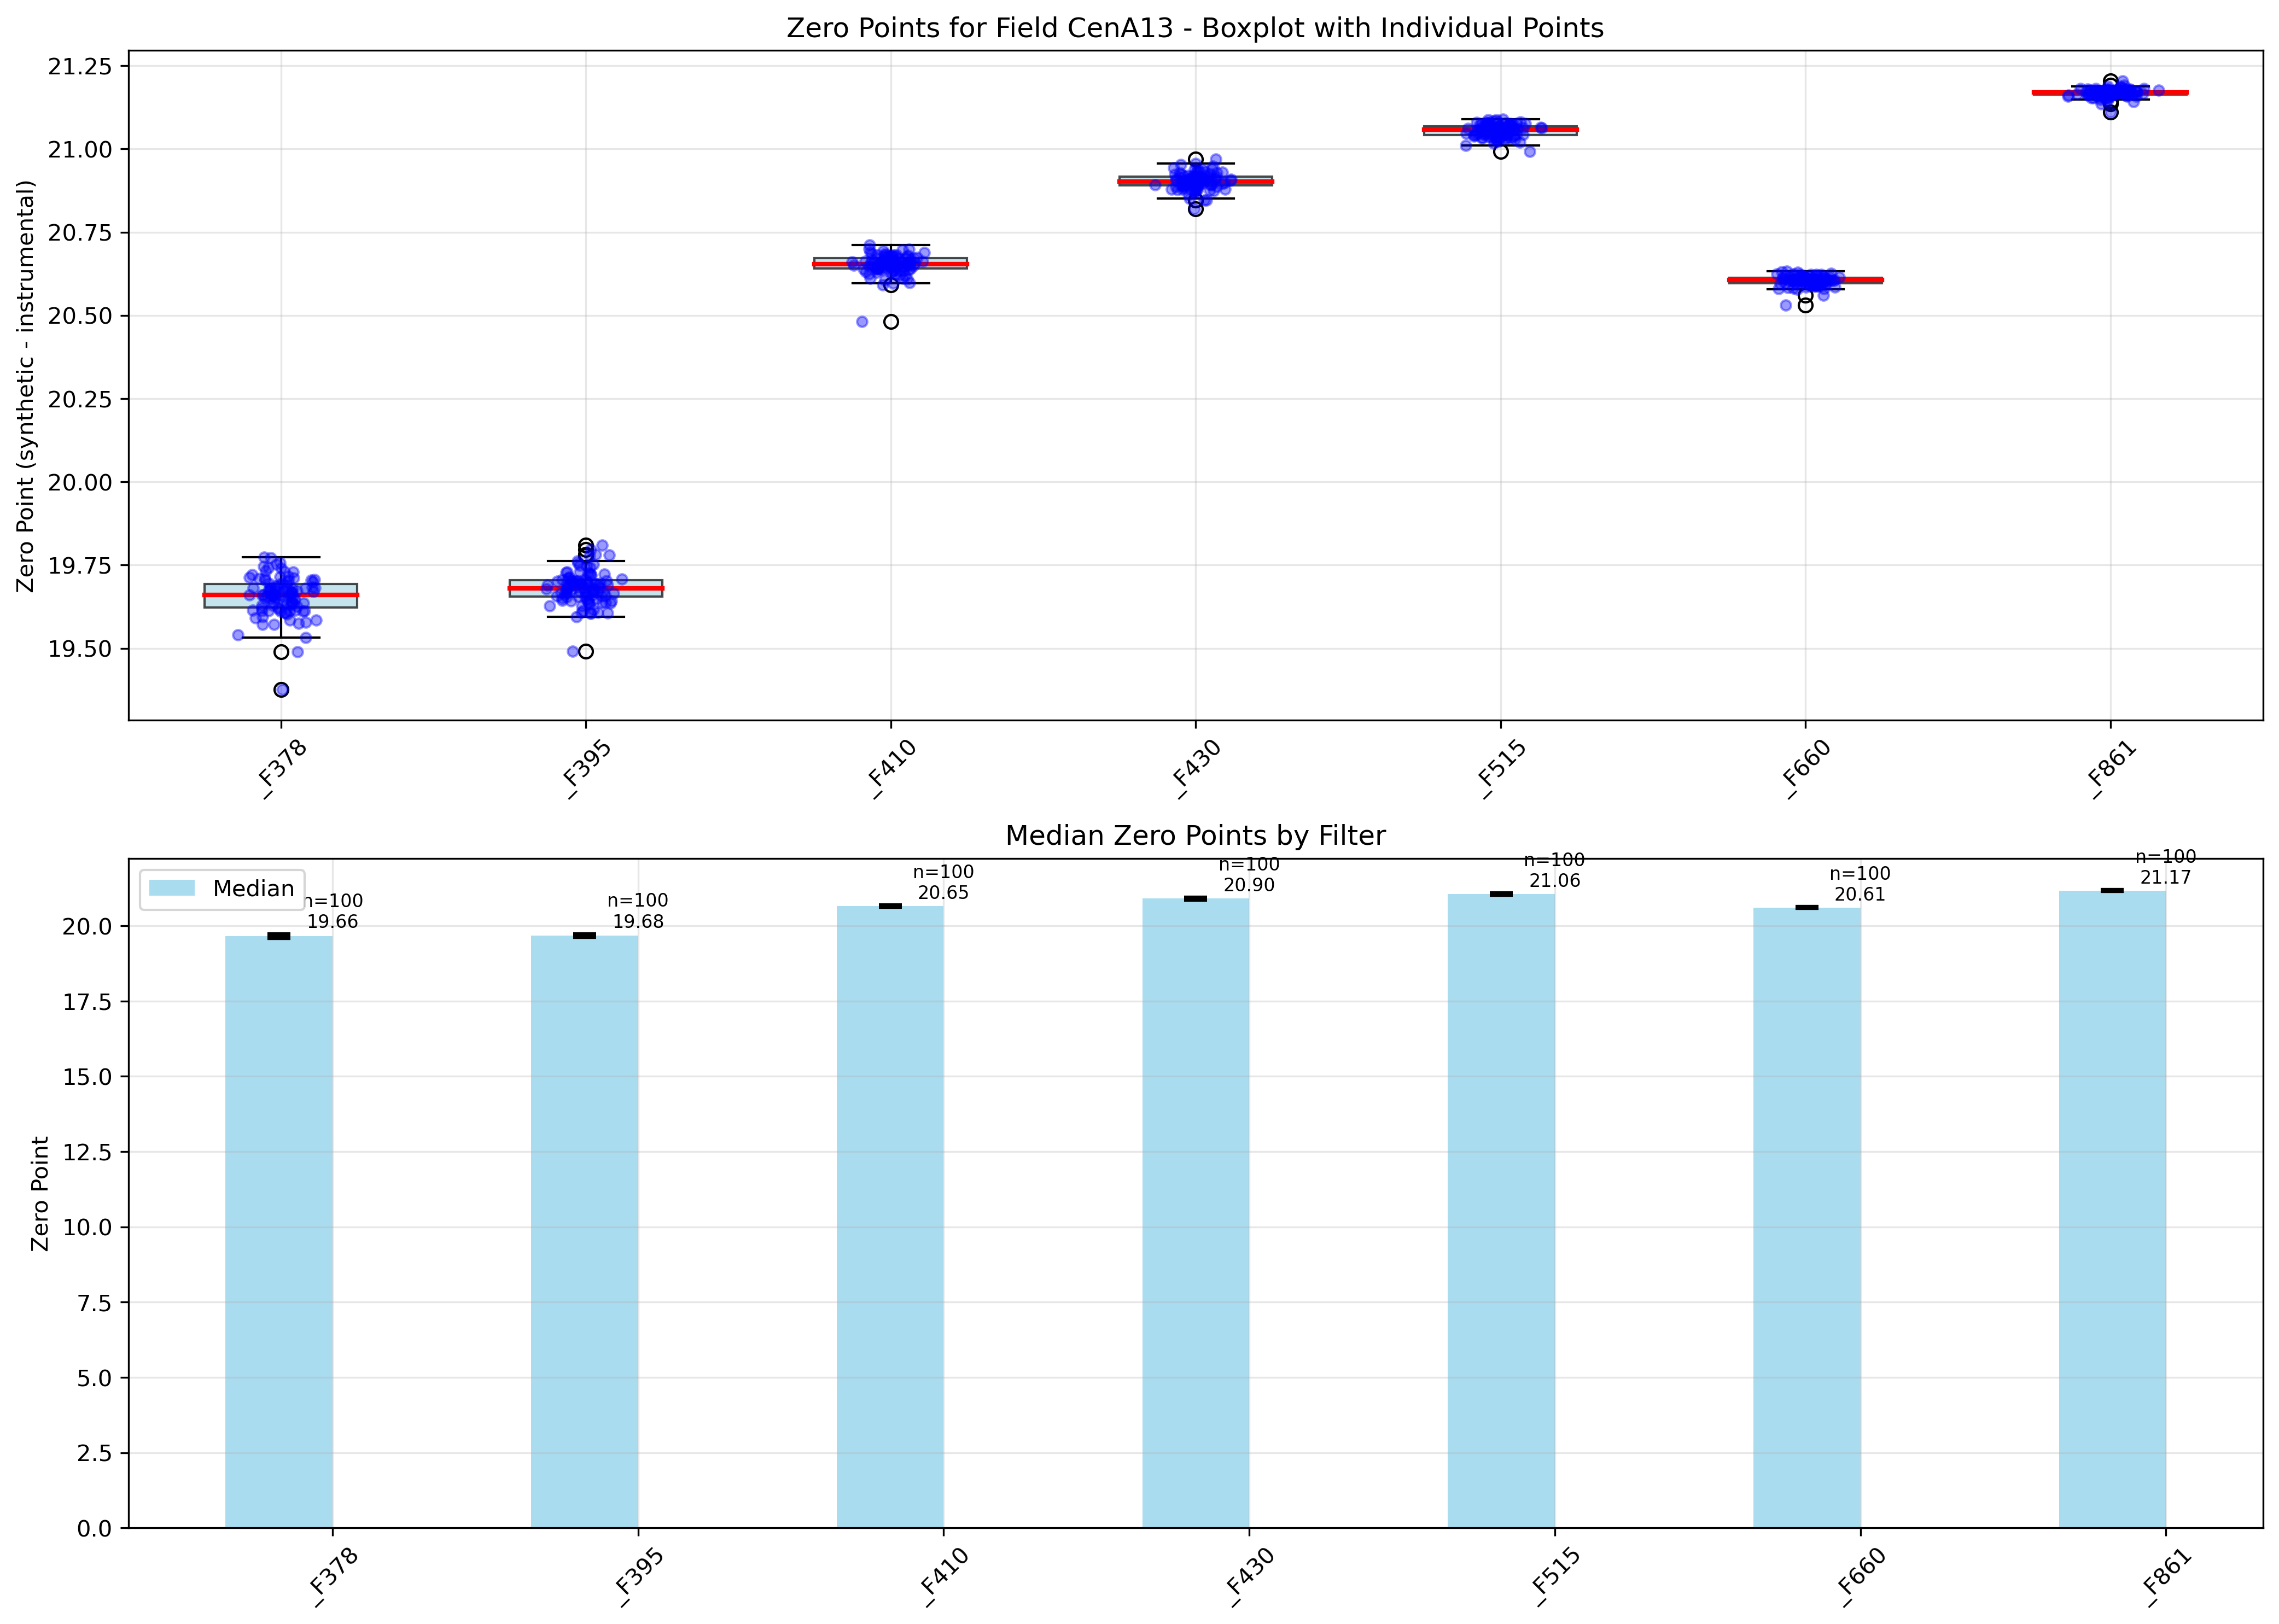 Zero Points for Field CenA13 - Boxplot with Individual Points
Zero Point (synthetic - instrumental)
21.25
21.00
20.75
20.50
20.25
20.00
19.75
19.50
_F378
_F395
_F410
_F430
_F515
_F660
_F861
Median Zero Points by Filter
Zero Point
Median
n=100
19.66
n=100
19.68
n=100
20.65
n=100
20.90
n=100
21.06
n=100
20.61
n=100
21.17
20.0
17.5
15.0
12.5
10.0
7.5
5.0
2.5
0.0
_F378
_F395
_F410
_F430
_F515
_F660
_F861